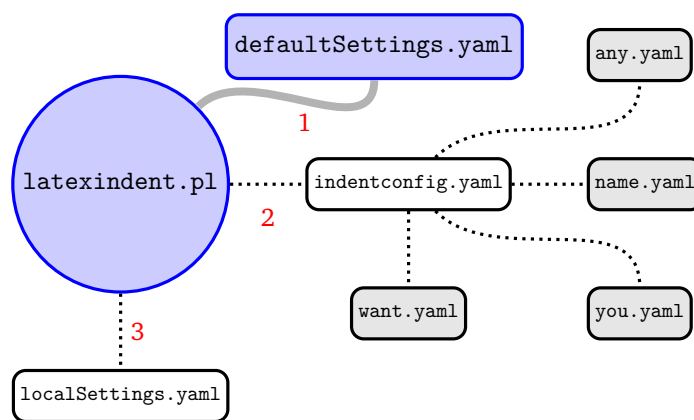 defaultSettings.yaml
any.yaml
1
latexindent.pl
indentconfig.yaml
name.yaml
2
want.yaml
you.yaml
3
localSettings.yaml